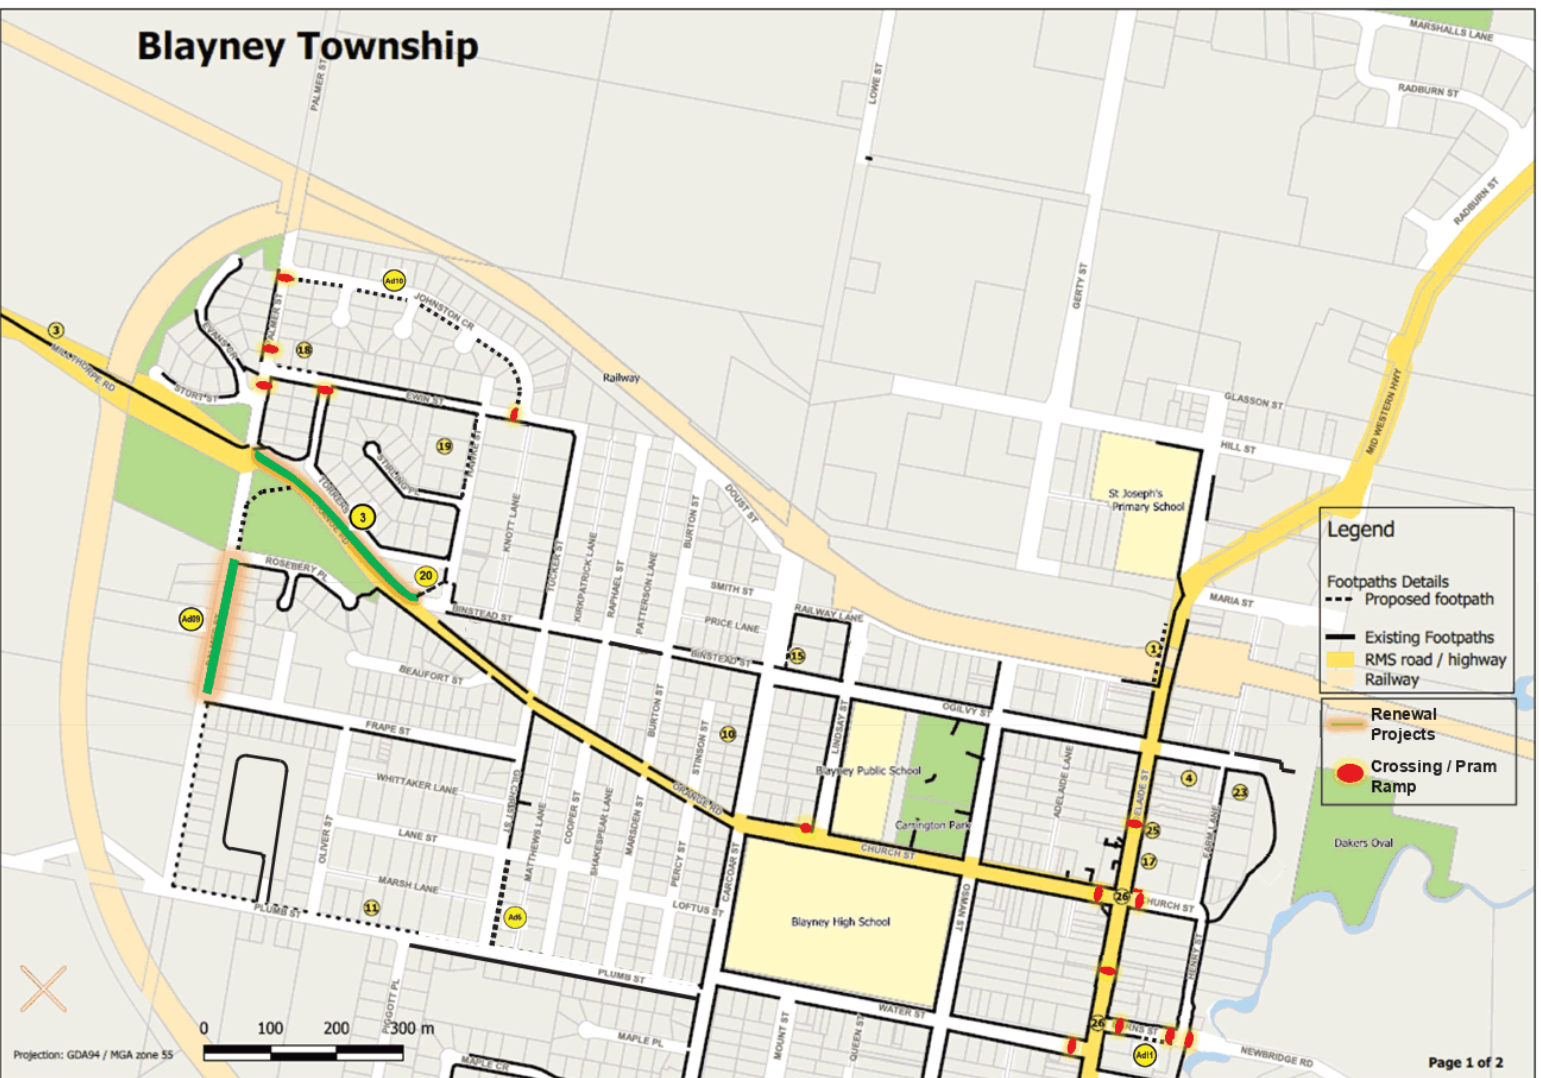 Blayney Township
MARSHALLS LANE
PALMER ST
LOWE ST
RADBURN ST
RADBURN ST
GERTY ST
Ad10
JOHNSTON CR
3
MILLTHORPE RD
EVANS CR
18
STURT ST
EWIN ST
Railway
GLASSON ST
HILL ST
MID WESTERN HWY
19
STIRLING PL
KNOTT LANE
DOUST ST
BURTON ST
St Joseph's
Primary School
3
TUCKER ST
KIRKPATRICK LANE
RAPHAEL ST
PATTERSON LANE
ROSEBERY PL
20
BINSTEAD ST
SMITH ST
PRICE LANE
RAILWAY LANE
MARIA ST
Ad09
15
1
BINSTEAD ST
BEAUFORT ST
BURTON ST
STINSON ST
10
LINDSAY ST
OGILVY ST
FRAPE ST
Blayney Public School
ADELAIDE LANE
4
23
WHITTAKER LANE
ORANGE RD
Carrington Park
25
FARM LANE
OLIVER ST
LANE ST
MATTHEWS LANE
COOPER ST
SHAKESPEAR LANE
MARSDEN ST
PERCY ST
CARCOAR ST
CHURCH ST
17
Dakers Oval
MARSH LANE
11
PLUMB ST
Ad6
LOFTUS ST
Blayney High School
OSMAN ST
26
CHURCH ST
HENRY ST
PLUMB ST
PIGGOTT PL
WATER ST
MOUNT ST
QUEEN ST
MAPLE PL
MAPLE CR
26
Ad11
NEWBRIDGE RD
Legend
Footpaths Details
Proposed footpath
Existing Footpaths
RMS road / highway
Railway
Renewal
Projects
Crossing / Pram
Ramp
0 100 200 300 m
Projection: GDA94 / MGA zone 55
Page 1 of 2